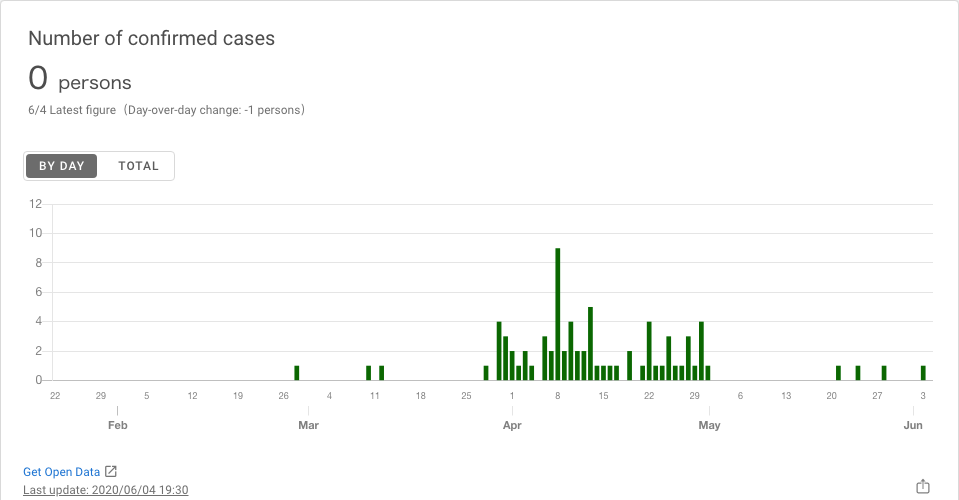 Number of confirmed cases
0 persons
6/4 Latest figure（Day-over-day change: -1 persons）
BY DAY TOTAL
12
10
8
6
4
2
0
22 29 5 12 19 26 4 11 18 25 1 8 15 22 29 6 13 20 27 3
Feb Mar Apr May Jun
Get Open Data
Last update: 2020/06/04 19:30